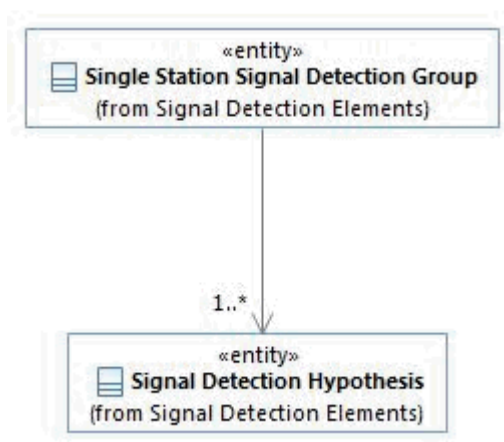 «entity»
Single Station Signal Detection Group
(from Signal Detection Elements)
1..*
«entity»
Signal Detection Hypothesis
(from Signal Detection Elements)